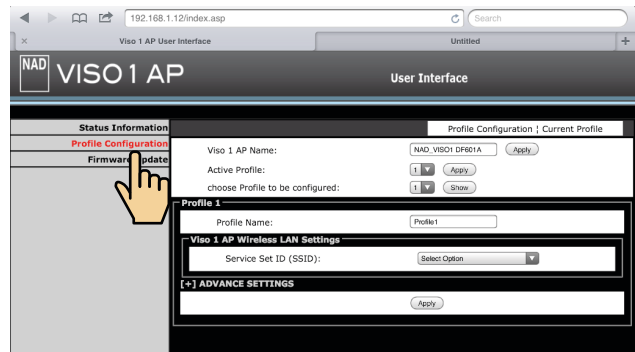 192.168.1.12/index.asp
Search
Viso 1 AP User Interface
Untitled
NAD VISO 1 AP
User Interface
Status Information
Profile Configuration ¦ Current Profile
Profile Configuration
Viso 1 AP Name: NAD_VISO1 DF601A Apply
Firmware Update
Active Profile: 1 Apply
choose Profile to be configured: 1 Show
Profile 1
Profile Name: Profile1
Viso 1 AP Wireless LAN Settings
Service Set ID (SSID): Select Option
[+] ADVANCE SETTINGS
Apply